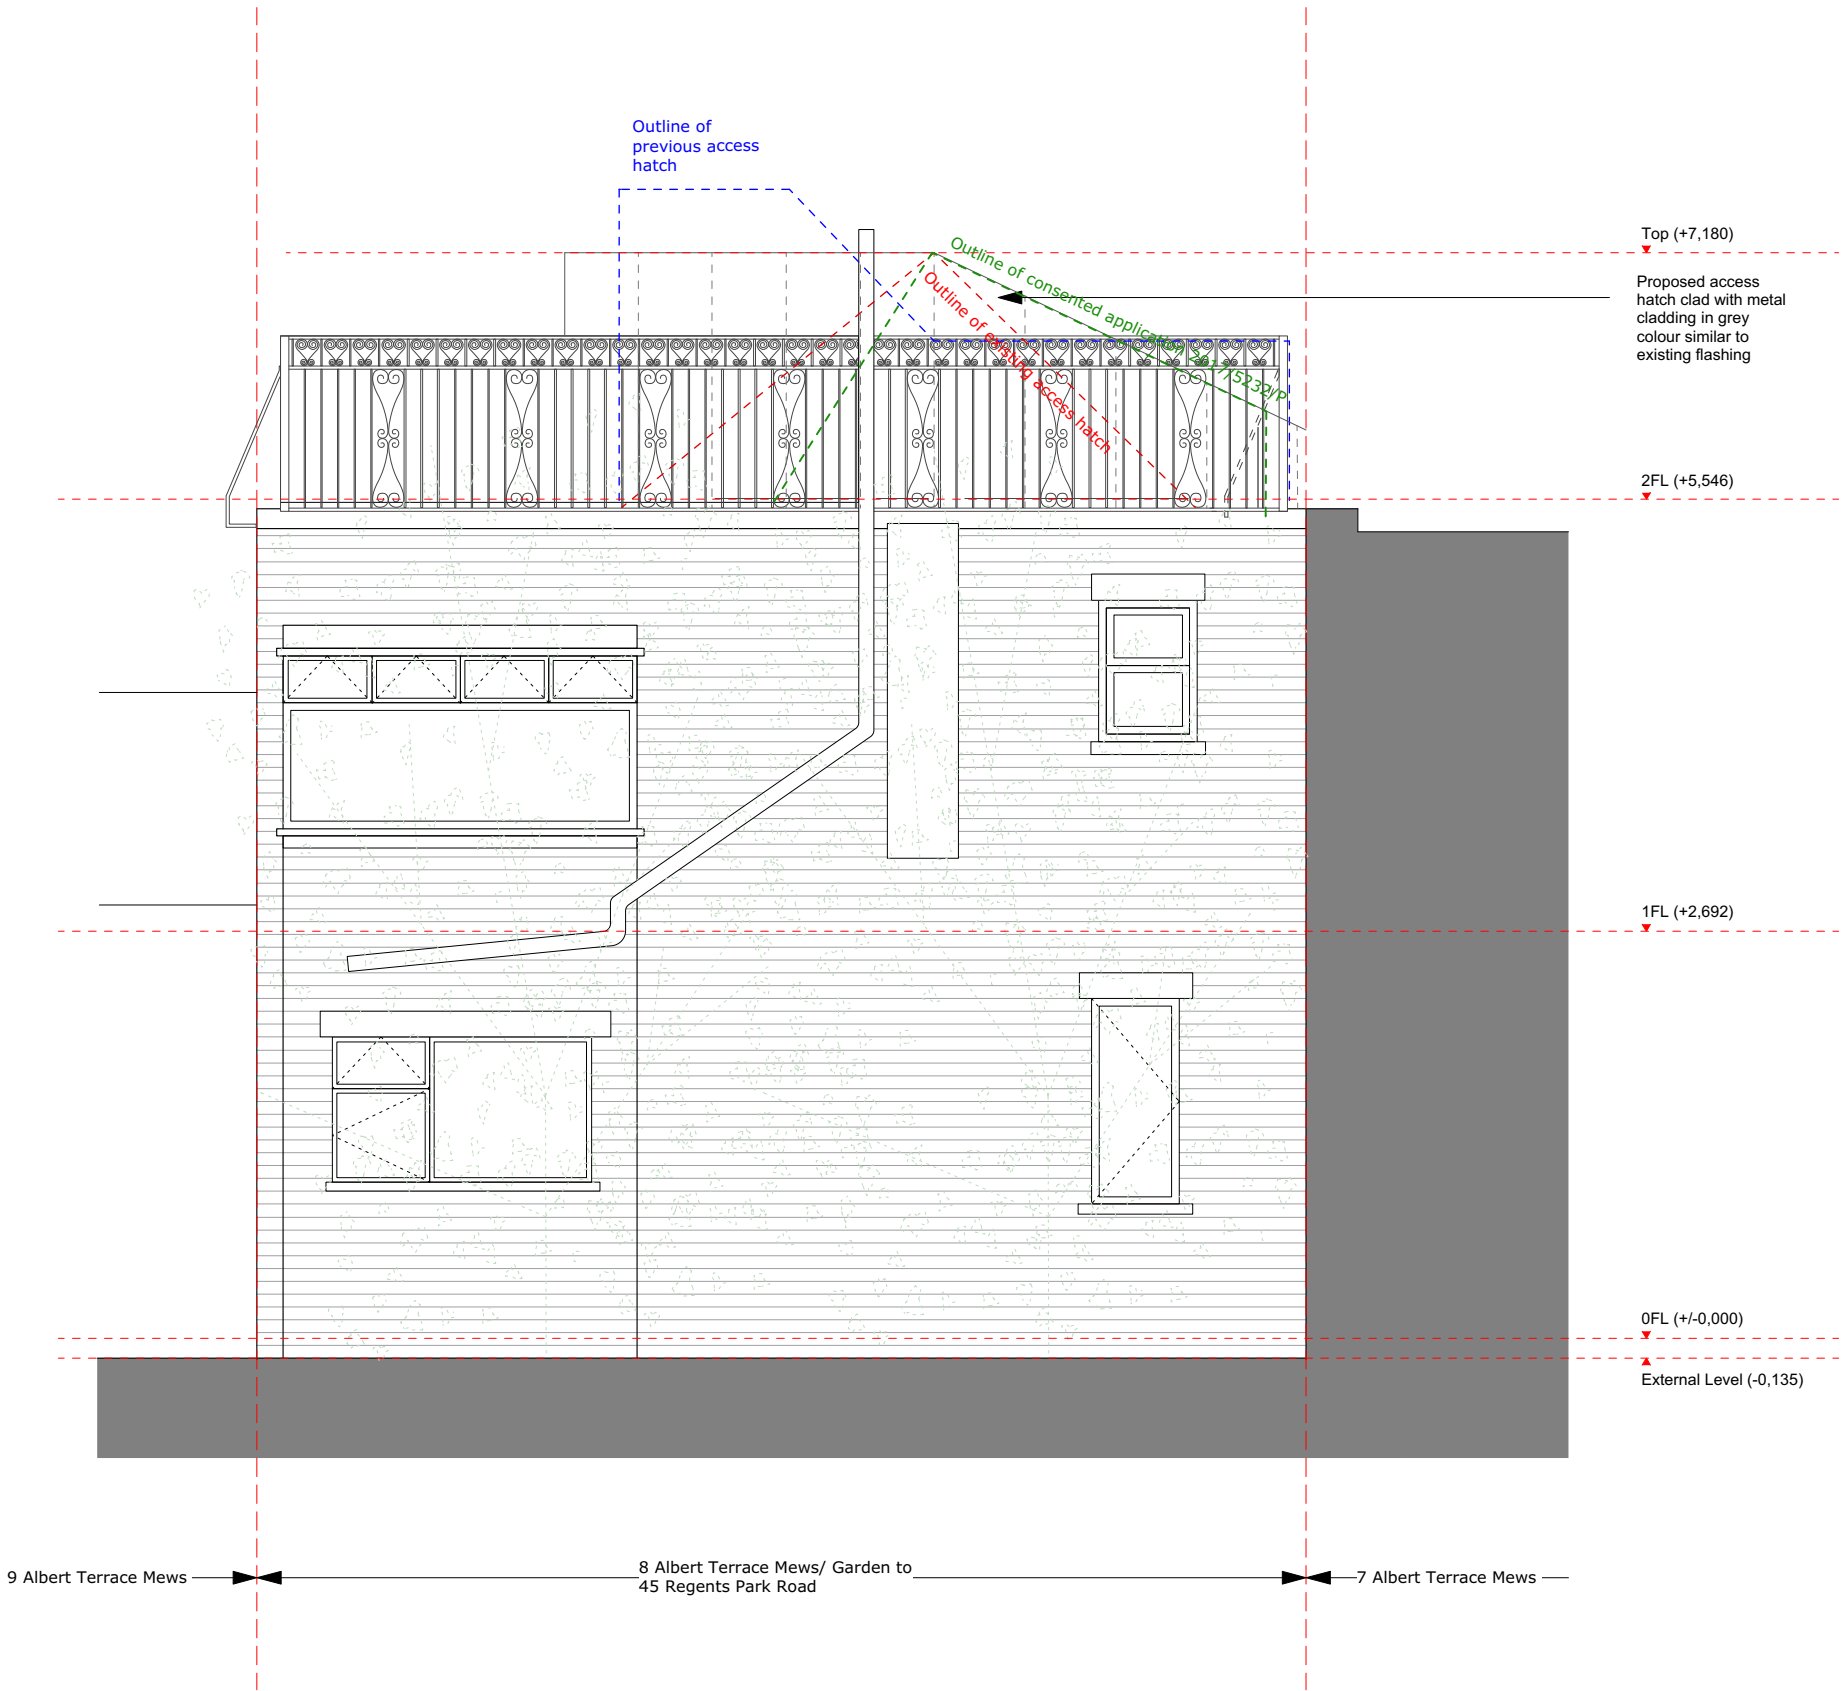 Outline of
previous access
hatch
Top (+7,180)
Outline of consented application 2017/5232/P
Outline of existing access hatch
Proposed access
hatch clad with metal
cladding in grey
colour similar to
existing flashing
2FL (+5,546)
1FL (+2,692)
0FL (+/-0,000)
External Level (-0,135)
9 Albert Terrace Mews
8 Albert Terrace Mews/ Garden to
45 Regents Park Road
7 Albert Terrace Mews